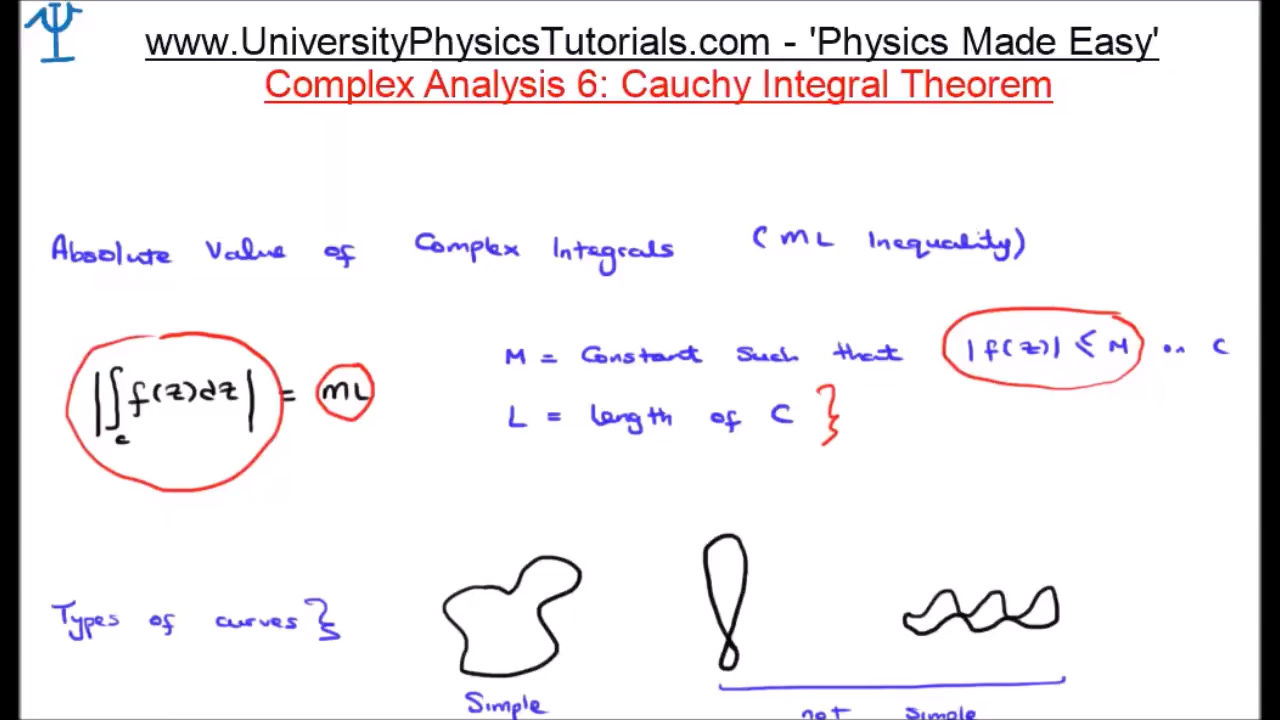 www.UniversityPhysicsTutorials.com - 'Physics Made Easy'
Complex Analysis 6: Cauchy Integral Theorem
Absolute Value of Complex Integrals (ML Inequality)
|∬_c f(z)dz| = mL
M = Constant Such that |f(z)| ≤ M on C
L = length of C }
Types of curves }
Simple
not simple